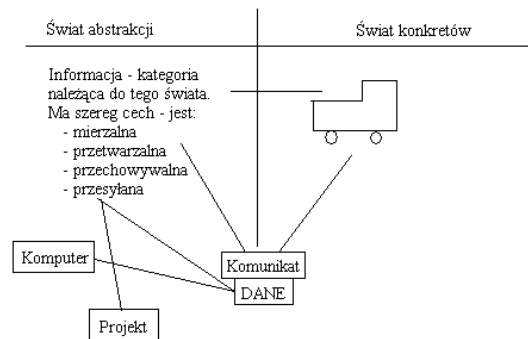 Świat abstrakcji
Świat konkretów
Informacja - kategoria
należąca do tego świata.
Ma szereg cech - jest:
- mierzalna
- przetwarzalna
- przechowywalna
- przesyłana
Komputer
Komunikat
DANE
Projekt